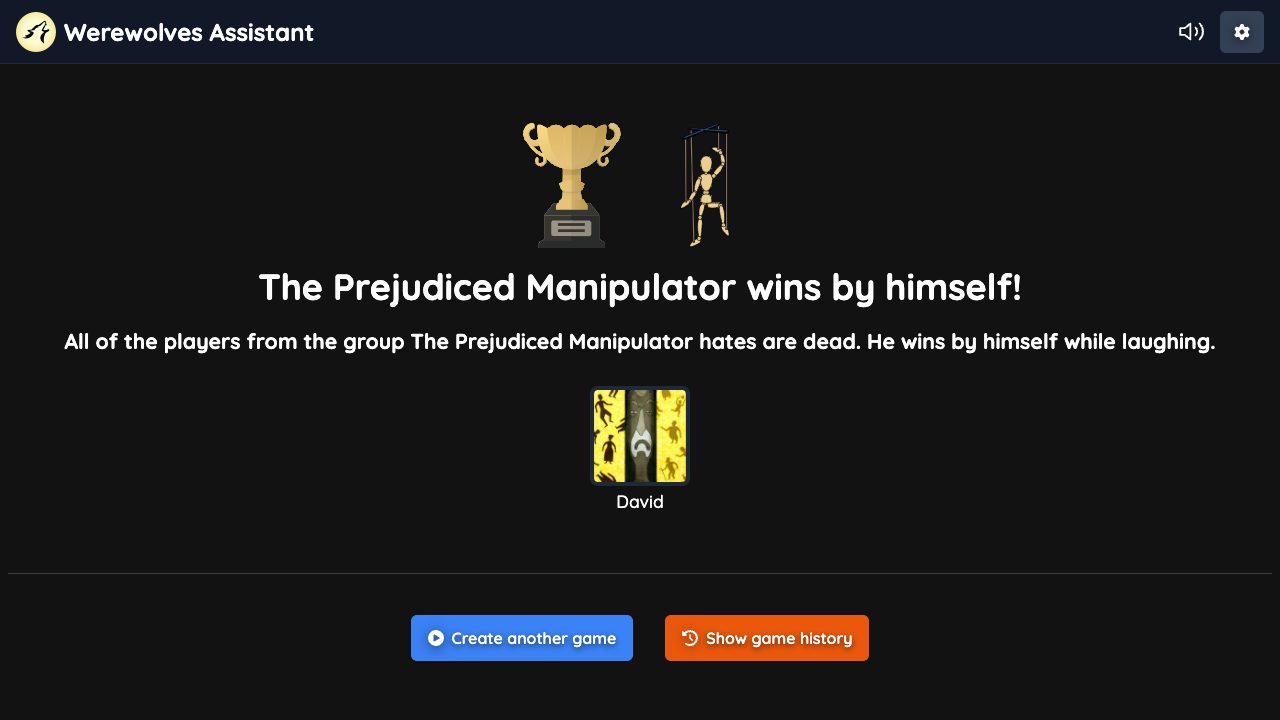 Werewolves Assistant
The Prejudiced Manipulator wins by himself!
All of the players from the group The Prejudiced Manipulator hates are dead. He wins by himself while laughing.
David
Create another game
Show game history